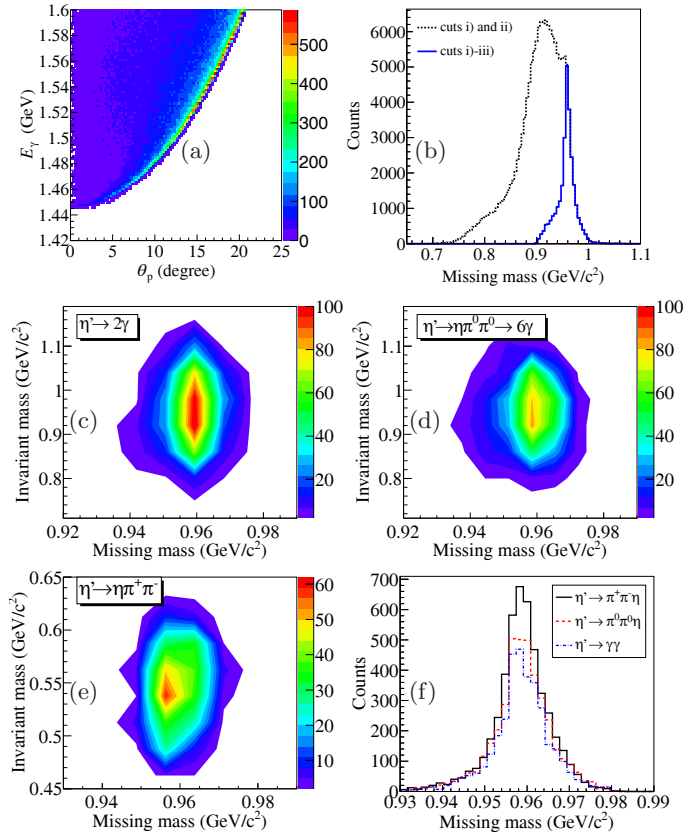 1.6
1.58
1.56
1.54
1.52
1.5
1.48
1.46
1.44
1.42
E_γ (GeV)
0 5 10 15 20 25
θ_p (degree)
(a)
500
400
300
200
100
0
cuts i) and ii)
cuts i)-iii)
6000
5000
4000
3000
2000
1000
0
Counts
(b)
0.7 0.8 0.9 1 1.1
Missing mass (GeV/c²)
η’→ 2γ
1.1
1
0.9
0.8
Invariant mass (GeV/c²)
(c)
0.92 0.94 0.96 0.98
Missing mass (GeV/c²)
100
80
60
40
20
η’→ηπ⁰π⁰→ 6γ
1.1
1
0.9
0.8
Invariant mass (GeV/c²)
(d)
0.92 0.94 0.96 0.98
Missing mass (GeV/c²)
100
80
60
40
20
η’→ηπ⁺π⁻
0.65
0.6
0.55
0.5
0.45
Invariant mass (GeV/c²)
(e)
0.94 0.96 0.98
Missing mass (GeV/c²)
60
50
40
30
20
10
η’→ π⁺π⁻η
η’→ π⁰π⁰η
η’→ γγ
700
600
500
400
300
200
100
0
Counts
(f)
0.93 0.94 0.95 0.96 0.97 0.98 0.99
Missing mass (GeV/c²)